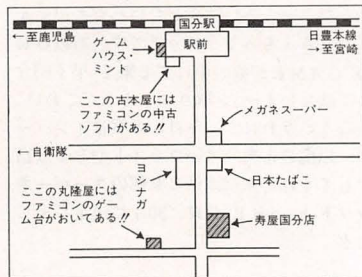 国分駅
←至鹿児島
日豊本線
→至宮崎
駅前
ゲーム
ハウス・
ミント
ここの古本屋には
ファミコンの中古
ソフトがある!!
メガネスーパー
←自衛隊
ヨシナガ
日本たばこ
ここの丸隆屋には
ファミコンのゲー
ム台がおいてある!!
寿屋国分店